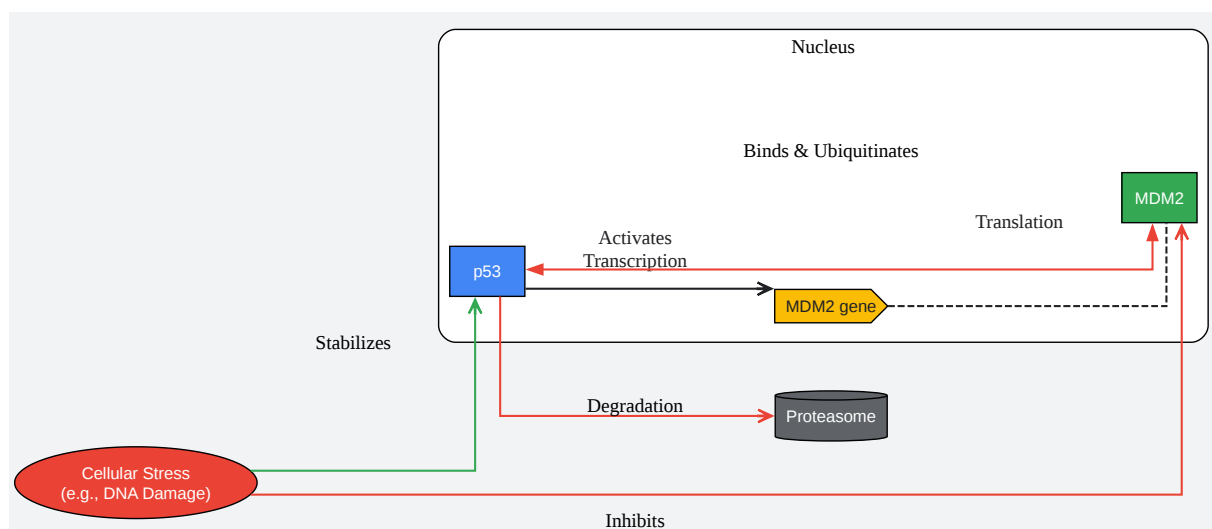 Nucleus
Binds & Ubiquitinates
MDM2
Translation
Activates
Transcription
p53
MDM2 gene
Stabilizes
Degradation
Proteasome
Cellular Stress
(e.g., DNA Damage)
Inhibits